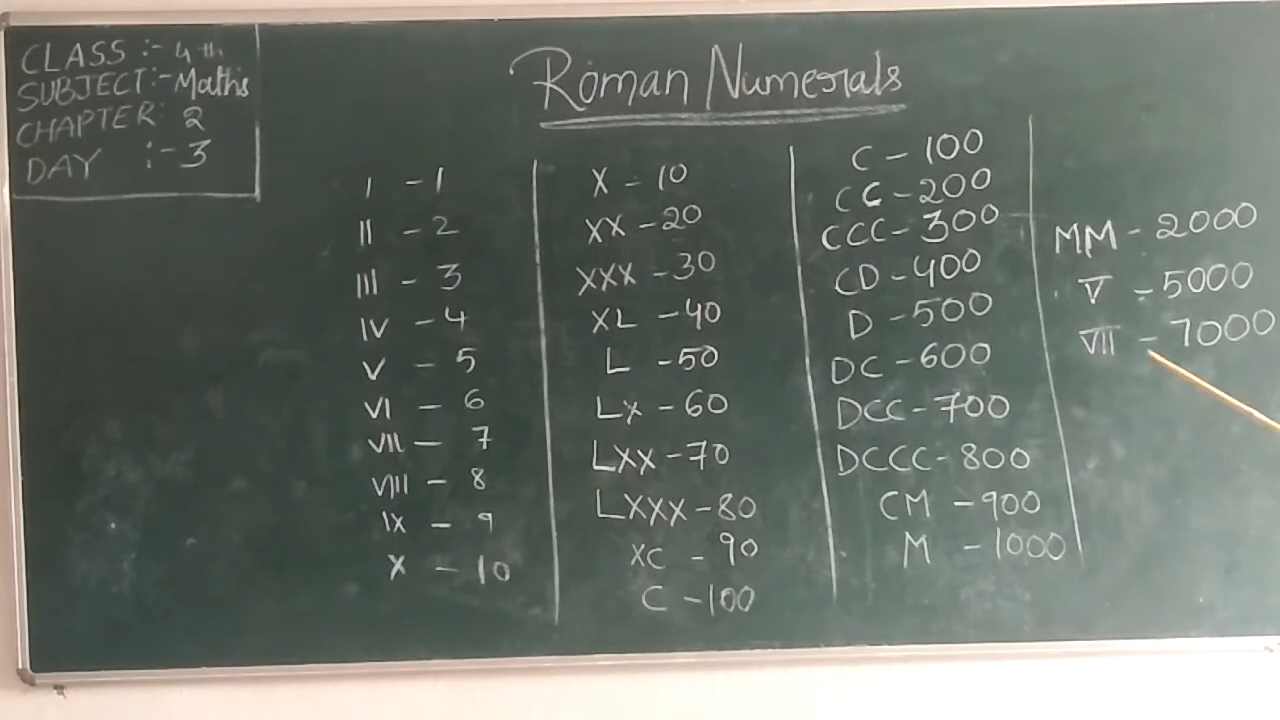 CLASS :- 4th
SUBJECT:- Maths
CHAPTER: 2
DAY :- 3
Roman Numerals
I - 1
II - 2
III - 3
IV - 4
V - 5
VI - 6
VII - 7
VIII - 8
IX - 9
X - 10
X - 10
XX - 20
XXX - 30
XL - 40
L - 50
LX - 60
LXX - 70
LXXX - 80
XC - 90
C - 100
C - 100
CC - 200
CCC - 300
CD - 400
D - 500
DC - 600
DCC - 700
DCCC - 800
CM - 900
M - 1000
MM - 2000
V̅ - 5000
V̅I̅I̅ - 7000